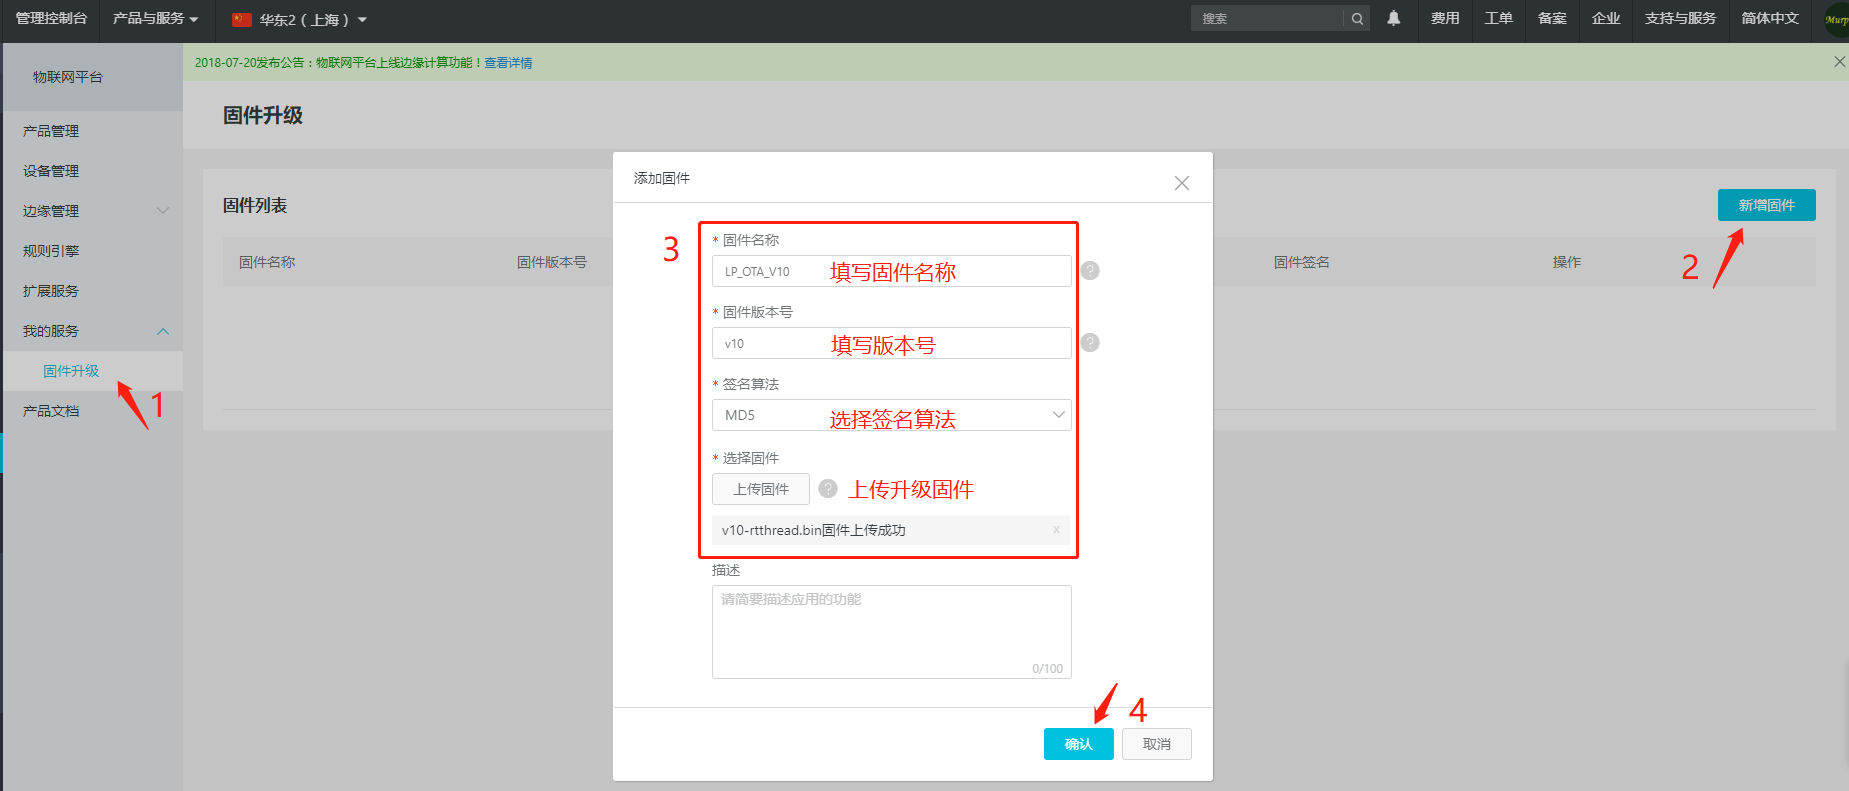 管理控制台 产品与服务 华东2（上海） 搜索 费用 工单 备案 企业 支持与服务 简体中文 Murp
物联网平台
2018-07-20发布公告：物联网平台上线边缘计算功能！查看详情
固件升级
产品管理
设备管理
边缘管理
规则引擎
扩展服务
我的服务
固件升级
产品文档
1
固件列表
新增固件
2
固件名称 固件版本号 固件签名 操作
添加固件
3
* 固件名称
LP_OTA_V10 填写固件名称
?
* 固件版本号
v10 填写版本号
?
* 签名算法
MD5 选择签名算法
* 选择固件
上传固件 ? 上传升级固件
v10-rtthread.bin固件上传成功 x
描述
请简要描述应用的功能
0/100
4
确认 取消